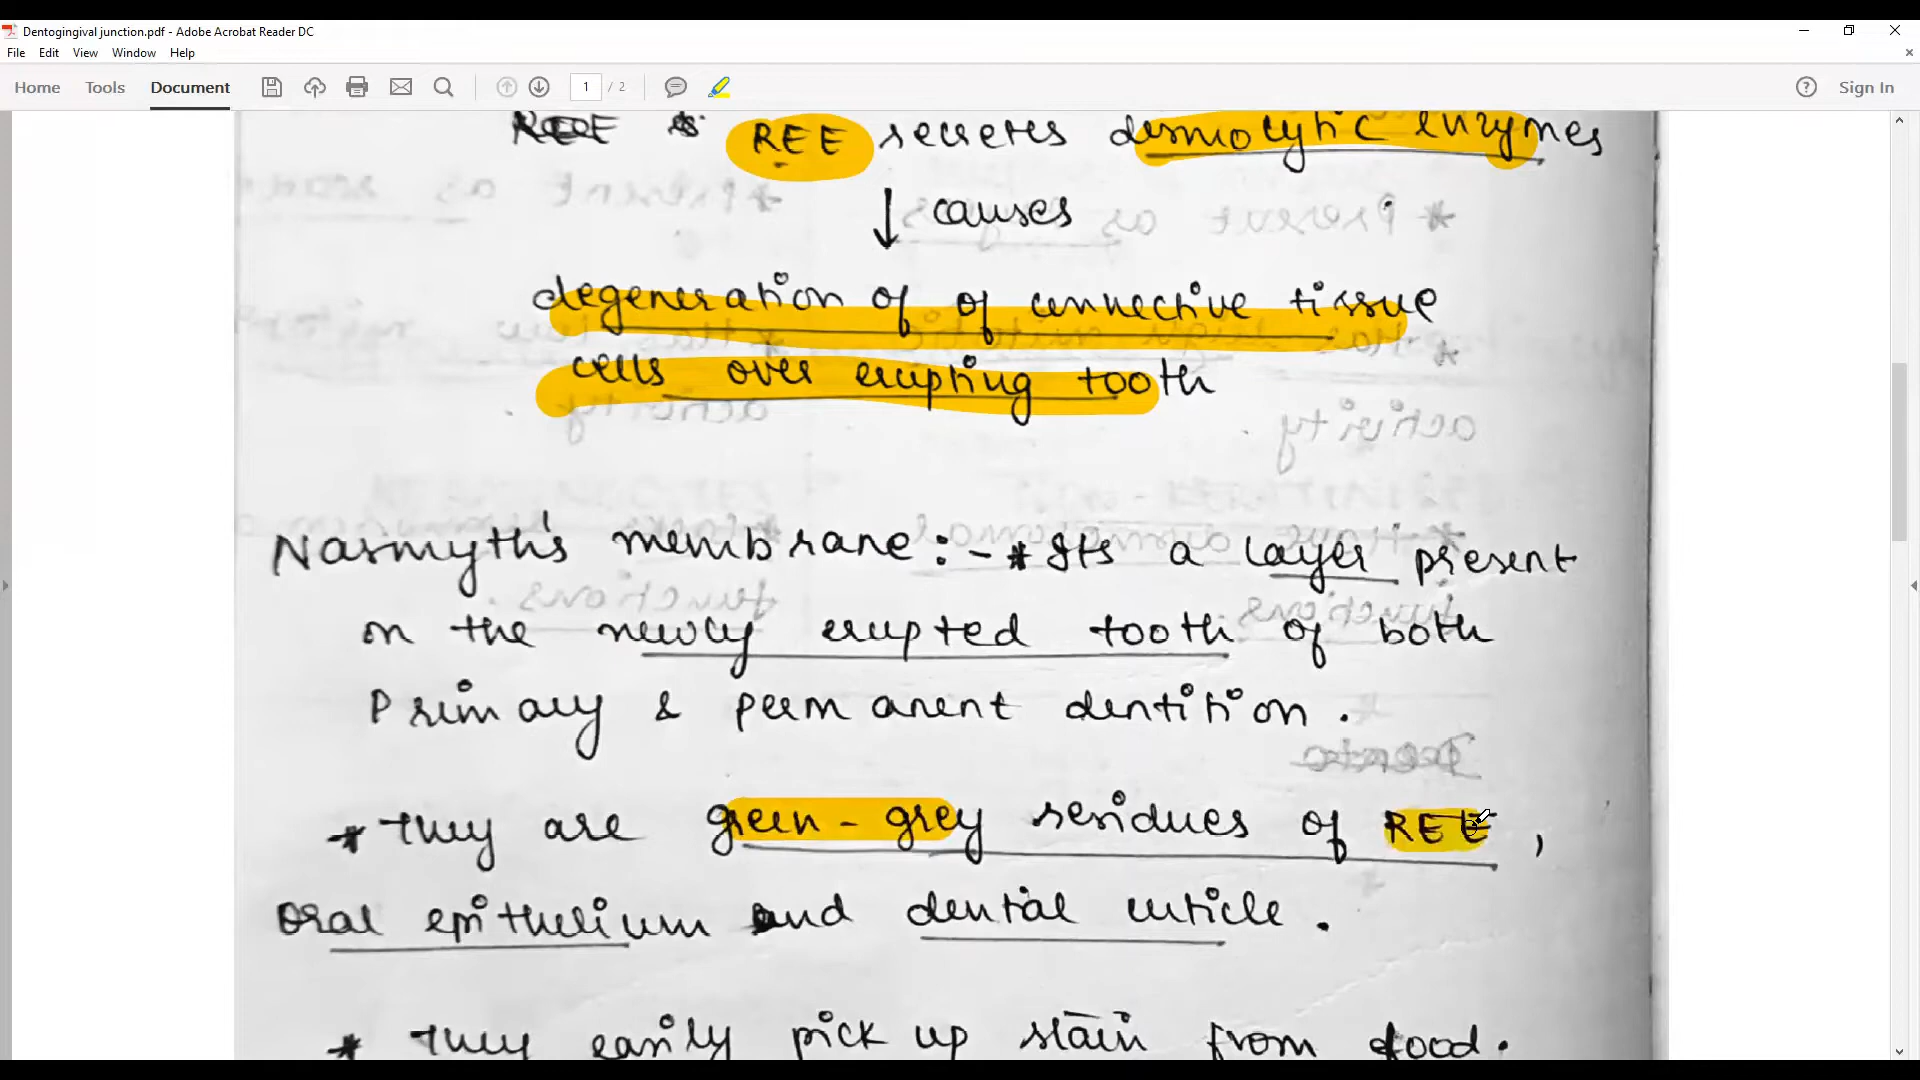 Dentogingival junction.pdf - Adobe Acrobat Reader DC
File Edit View Window Help
Home Tools Document 1 / 2 Sign In
REE secretes desmolytic enzymes
causes
degeneration of of connective tissue
cells over erupting tooth
Nasmyth's membrane :- * Its a layer present
on the newly erupted tooth of both
Primary & permanent dentition.
* They are green-grey residues of REE,
oral epithelium and dental cuticle.
* They easily pick up stain from food.